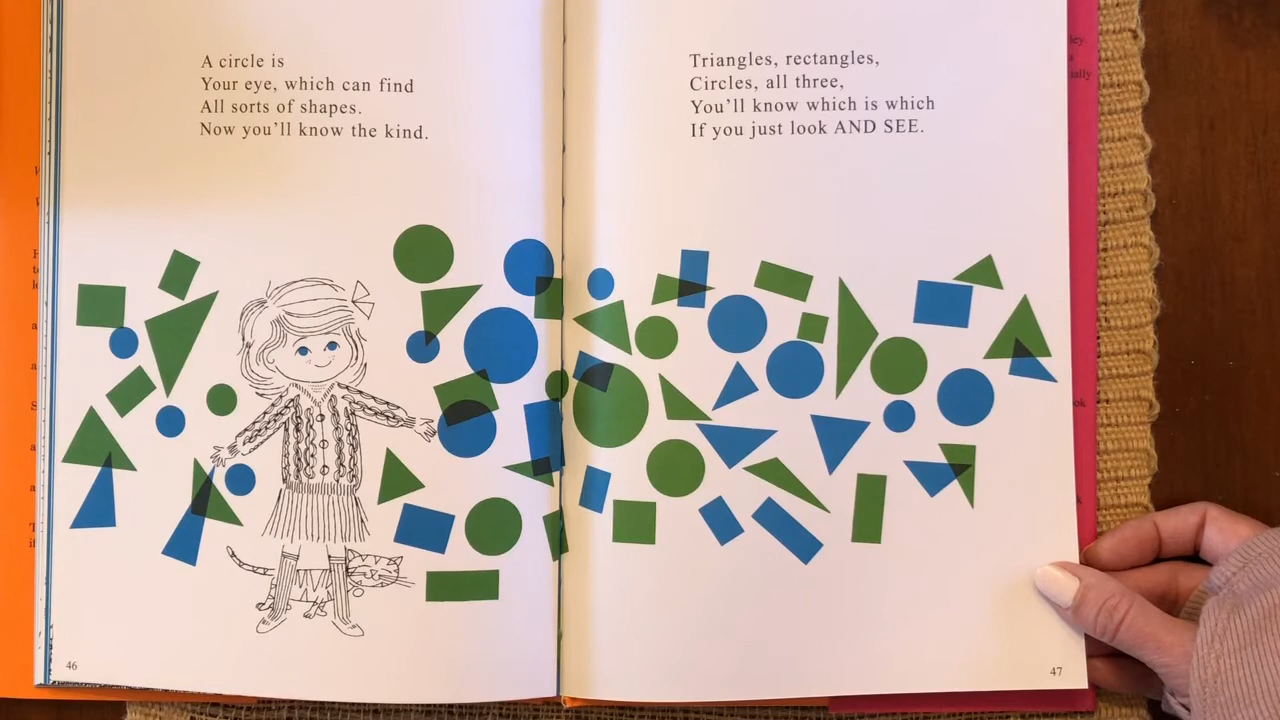 A circle is
Your eye, which can find
All sorts of shapes.
Now you'll know the kind.
46
Triangles, rectangles,
Circles, all three,
You'll know which is which
If you just look AND SEE.
47